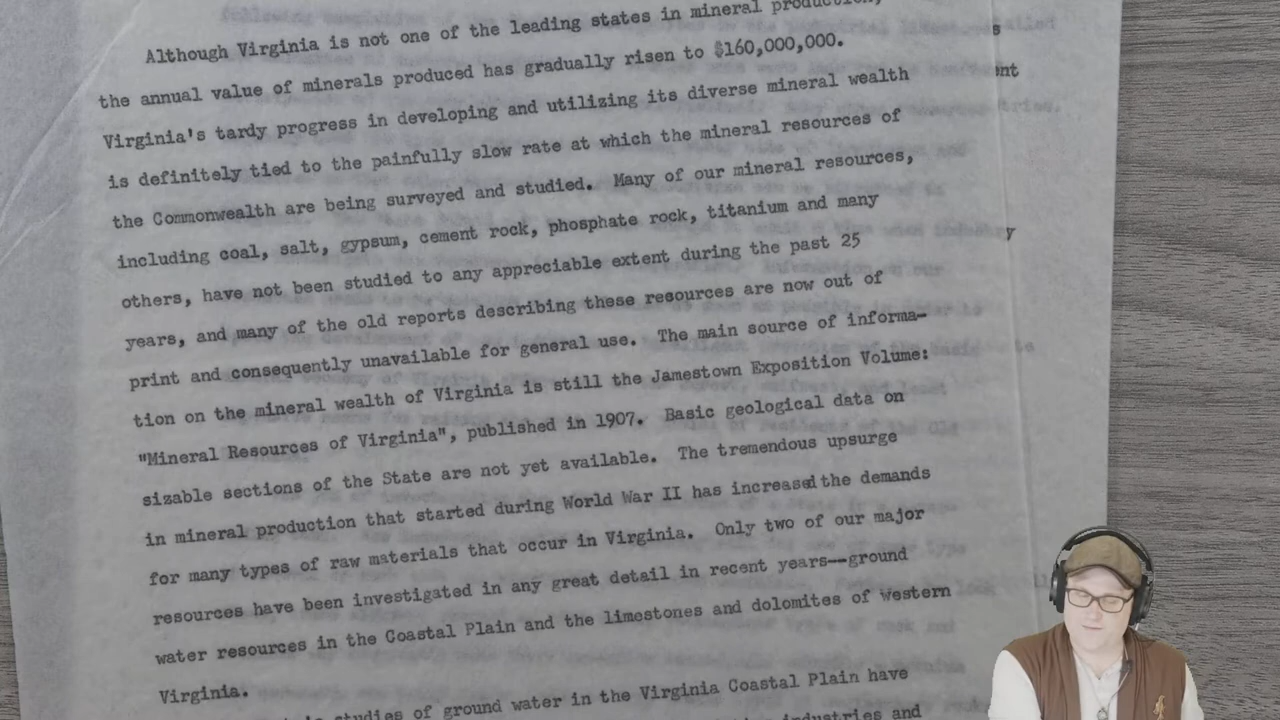 Although Virginia is not one of the leading states in mineral production,
the annual value of minerals produced has gradually risen to $160,000,000.
Virginia's tardy progress in developing and utilizing its diverse mineral wealth
is definitely tied to the painfully slow rate at which the mineral resources of
the Commonwealth are being surveyed and studied. Many of our mineral resources,
including coal, salt, gypsum, cement rock, phosphate rock, titanium and many
others, have not been studied to any appreciable extent during the past 25
years, and many of the old reports describing these resources are now out of
print and consequently unavailable for general use. The main source of informa-
tion on the mineral wealth of Virginia is still the Jamestown Exposition Volume:
"Mineral Resources of Virginia", published in 1907. Basic geological data on
sizable sections of the State are not yet available. The tremendous upsurge
in mineral production that started during World War II has increased the demands
for many types of raw materials that occur in Virginia. Only two of our major
resources have been investigated in any great detail in recent years--ground
water resources in the Coastal Plain and the limestones and dolomites of western
Virginia.
studies of ground water in the Virginia Coastal Plain have
industries and